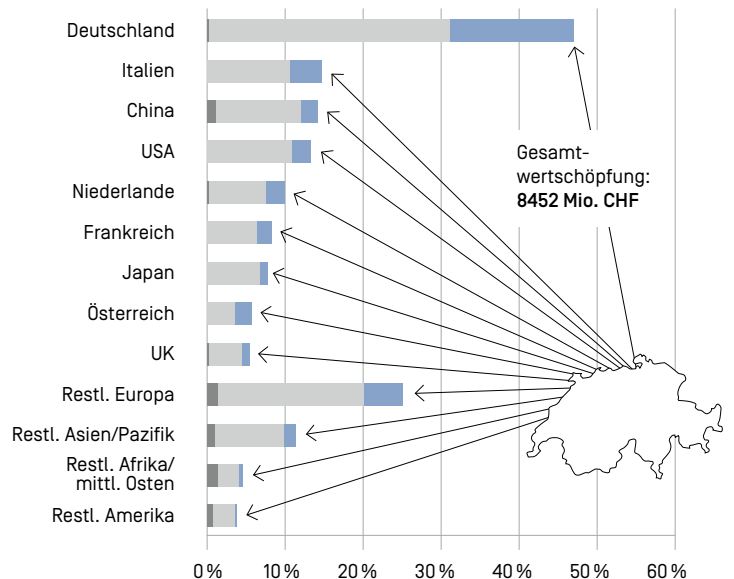 Deutschland
Italien
China
USA
Gesamt-
wertschöpfung:
8452 Mio. CHF
Niederlande
Frankreich
Japan
Österreich
UK
Restl. Europa
Restl. Asien/Pazifik
Restl. Afrika/
mittl. Osten
Restl. Amerika
0 % 10 % 20 % 30 % 40 % 50 % 60 %